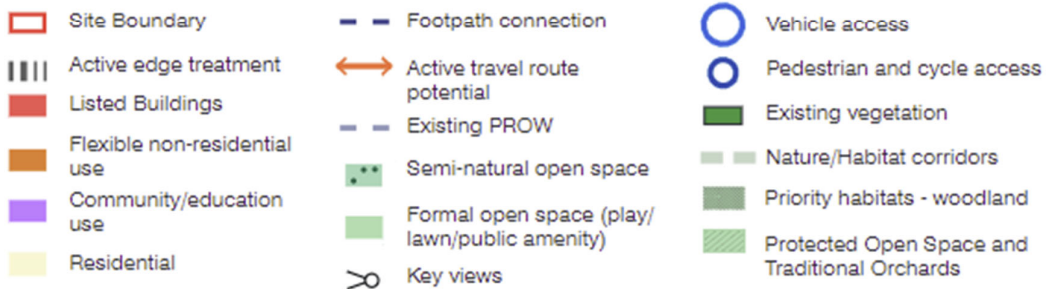 Site Boundary
Active edge treatment
Listed Buildings
Flexible non-residential
use
Community/education
use
Residential
Footpath connection
Active travel route
potential
Existing PROW
Semi-natural open space
Formal open space (play/
lawn/public amenity)
Key views
Vehicle access
Pedestrian and cycle access
Existing vegetation
Nature/Habitat corridors
Priority habitats - woodland
Protected Open Space and
Traditional Orchards